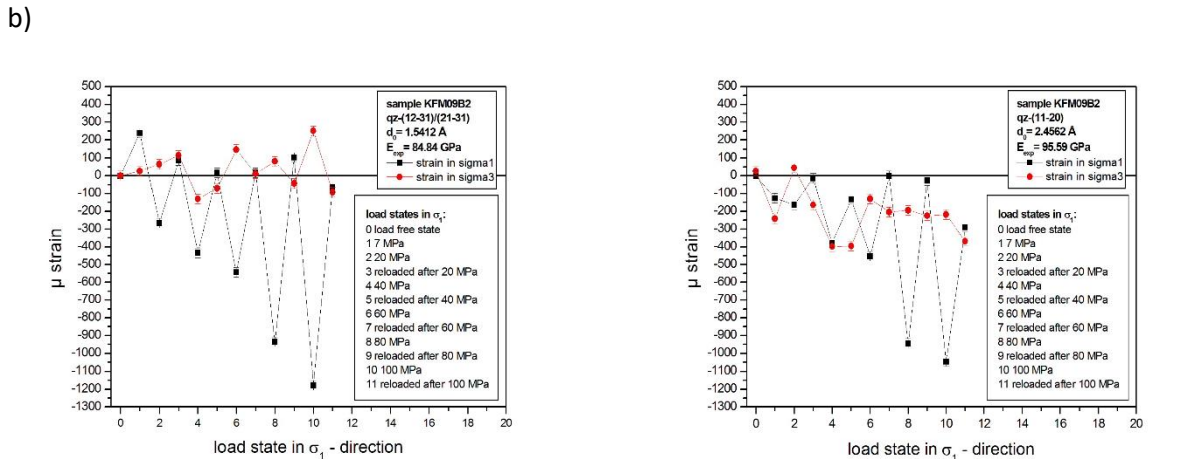 b)
500
400
300
200
100
0
-100
-200
-300
-400
-500
-600
-700
-800
-900
-1000
-1100
-1200
-1300
µ strain
sample KFM09B2
qz-(12-31)/(21-31)
d0= 1.5412 Å
Eexp= 84.84 GPa
strain in sigma1
strain in sigma3
load states in σ1:
0 load free state
1 7 MPa
2 20 MPa
3 reloaded after 20 MPa
4 40 MPa
5 reloaded after 40 MPa
6 60 MPa
7 reloaded after 60 MPa
8 80 MPa
9 reloaded after 80 MPa
10 100 MPa
11 reloaded after 100 MPa
0 2 4 6 8 10 12 14 16 18 20
load state in σ1 - direction
500
400
300
200
100
0
-100
-200
-300
-400
-500
-600
-700
-800
-900
-1000
-1100
-1200
-1300
µ strain
sample KFM09B2
qz-(11-20)
d0= 2.4562 Å
Eexp= 95.59 GPa
strain in sigma1
strain in sigma3
load states in σ1:
0 load free state
1 7 MPa
2 20 MPa
3 reloaded after 20 MPa
4 40 MPa
5 reloaded after 40 MPa
6 60 MPa
7 reloaded after 60 MPa
8 80 MPa
9 reloaded after 80 MPa
10 100 MPa
11 reloaded after 100 MPa
0 2 4 6 8 10 12 14 16 18 20
load state in σ1 - direction